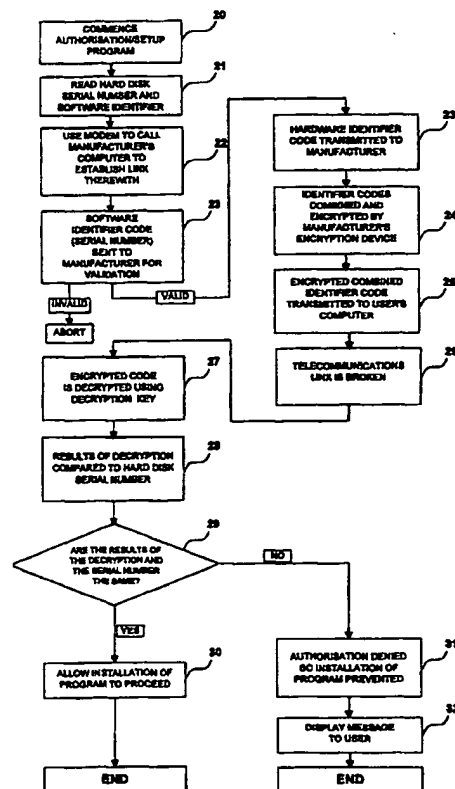 20
COMMENCE
AUTHORISATION/SETUP
PROGRAM
21
READ HARD DISK
SERIAL NUMBER AND
SOFTWARE IDENTIFIER
22
USE MODEM TO CALL
MANUFACTURER'S
COMPUTER TO
ESTABLISH LINK
THEREWITH
23
SOFTWARE
IDENTIFIER CODE
(SERIAL NUMBER)
SENT TO
MANUFACTURER FOR
VALIDATION
INVALID
VALID
ABORT
23
HARDWARE IDENTIFIER
CODE TRANSMITTED TO
MANUFACTURER
24
IDENTIFIER CODES
COMBINED AND
ENCRYPTED BY
MANUFACTURER'S
ENCRYPTION DEVICE
ENCRYPTED COMBINED
IDENTIFIER CODE
TRANSMITTED TO USER'S
COMPUTER
TELECOMMUNICATIONS
LINK IS BROKEN
27
ENCRYPTED CODE
IS DECRYPTED USING
DECRYPTION KEY
28
RESULTS OF DECRYPTION
COMPARED TO HARD DISK
SERIAL NUMBER
29
ARE THE RESULTS OF
THE DECRYPTION AND
THE SERIAL NUMBER
THE SAME?
NO
YES
30
ALLOW INSTALLATION OF
PROGRAM TO PROCEED
31
AUTHORISATION DENIED
SO INSTALLATION OF
PROGRAM PREVENTED
32
DISPLAY MESSAGE
TO USER
END
END